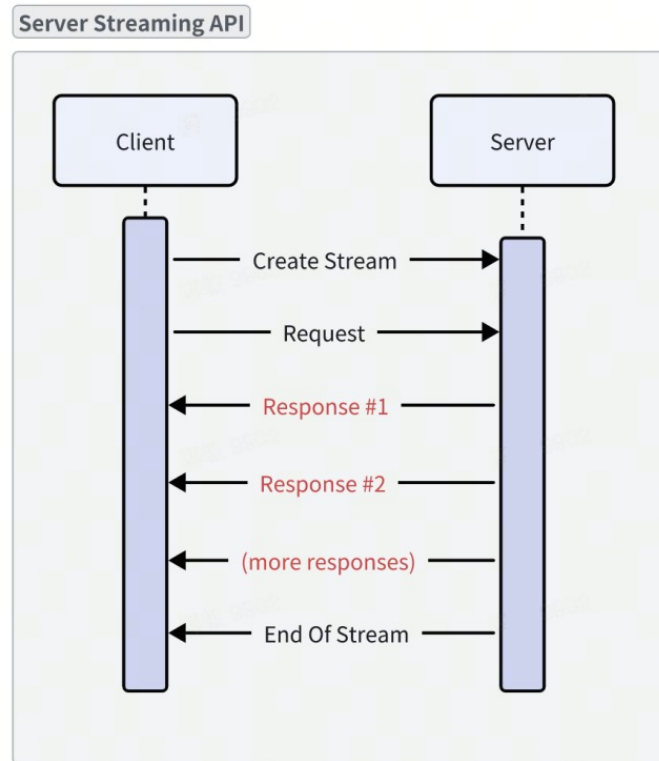 Server Streaming API
Client
Server
Create Stream
Request
Response #1
Response #2
(more responses)
End Of Stream